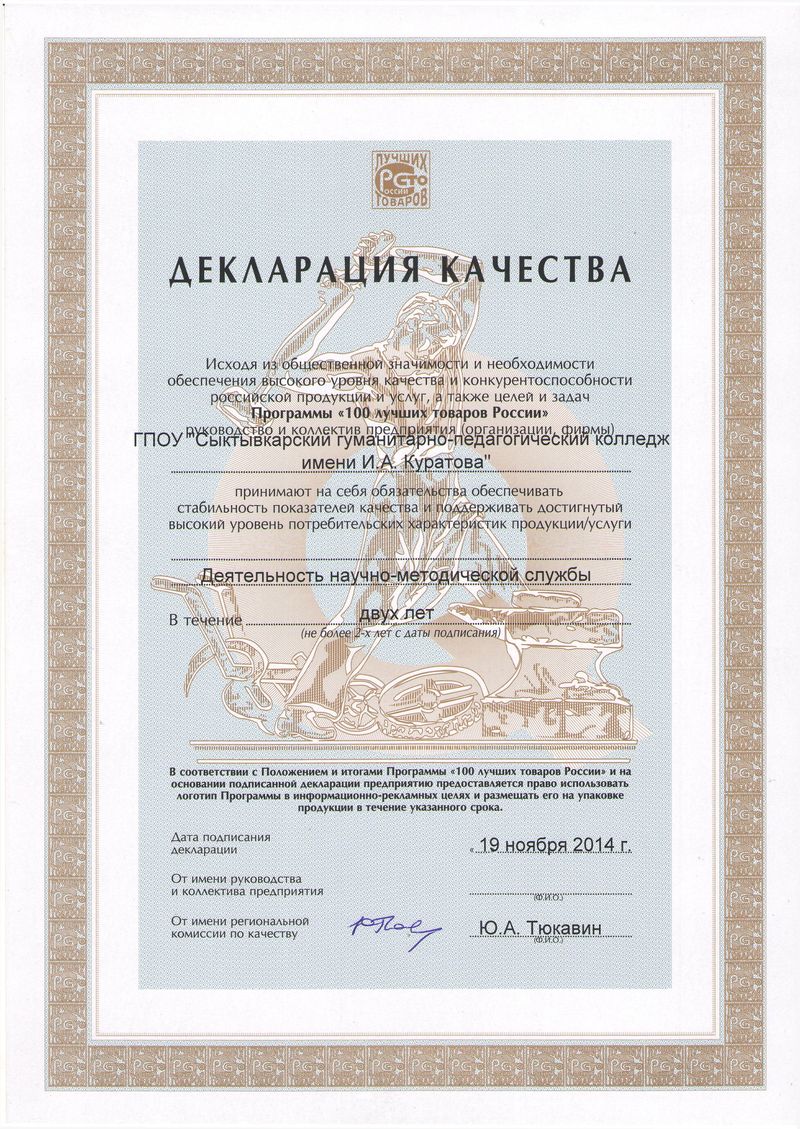 ЛУЧШИХ
СТО
РОССИИ
ТОВАРОВ
ДЕКЛАРАЦИЯ КАЧЕСТВА
Исходя из общественной значимости и необходимости
обеспечения высокого уровня качества и конкурентоспособности
российской продукции и услуг, а также целей и задач
Программы «100 лучших товаров России»
руководство и коллектив предприятия (организации, фирмы)
ГПОУ "Сыктывкарский гуманитарно-педагогический колледж
имени И.А. Куратова"
принимают на себя обязательства обеспечивать
стабильность показателей качества и поддерживать достигнутый
высокий уровень потребительских характеристик продукции/услуги
Деятельность научно-методической службы
В течение двух лет
(не более 2-х лет с даты подписания)
В соответствии с Положением и итогами Программы «100 лучших товаров России» и на
основании подписанной декларации предприятию предоставляется право использовать
логотип Программы в информационно-рекламных целях и размещать его на упаковке
продукции в течение указанного срока.
Дата подписания
декларации
« 19 ноября 2014 г.
От имени руководства
и коллектива предприятия
(Ф.И.О.)
От имени региональной
комиссии по качеству
Ю.А. Тюкавин
(Ф.И.О.)